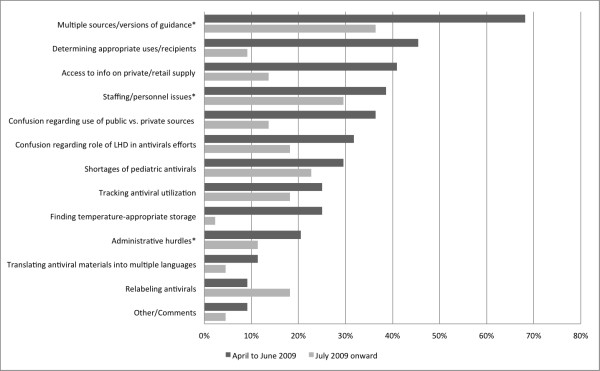 Multiple sources/versions of guidance*
Determining appropriate uses/recipients
Access to info on private/retail supply
Staffing/personnel issues*
Confusion regarding use of public vs. private sources
Confusion regarding role of LHD in antivirals efforts
Shortages of pediatric antivirals
Tracking antiviral utilization
Finding temperature-appropriate storage
Administrative hurdles*
Translating antiviral materials into multiple languages
Relabeling antivirals
Other/Comments
0% 10% 20% 30% 40% 50% 60% 70% 80%
April to June 2009 July 2009 onward